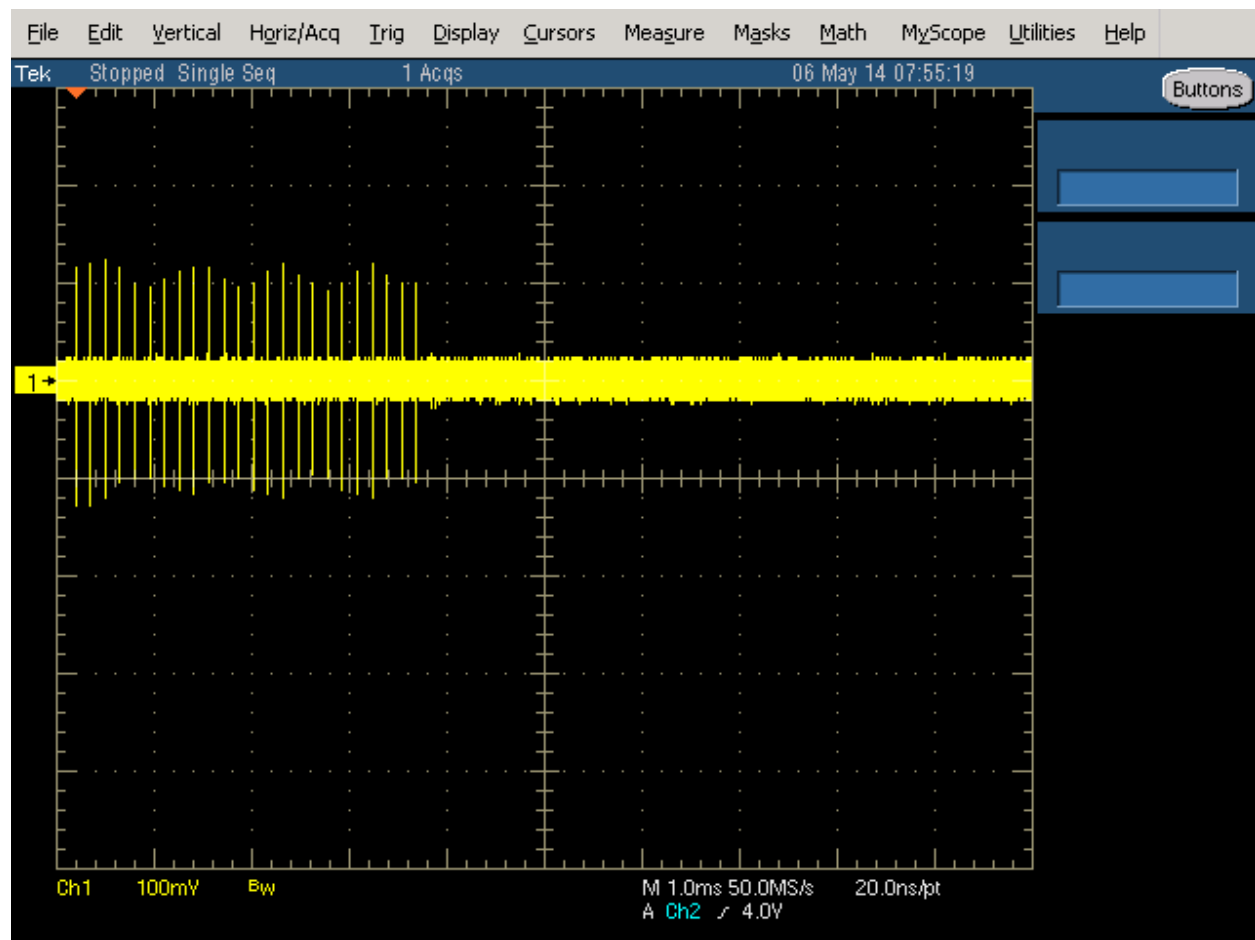 File Edit Vertical Horiz/Acq Trig Display Cursors Measure Masks Math MyScope Utilities Help
Tek Stopped Single Seq 1 Acqs 06 May 14 07:55:19
Buttons
1
Ch1 100mV BW M 1.0ms 50.0MS/s 20.0ns/pt
A Ch2 4.0V